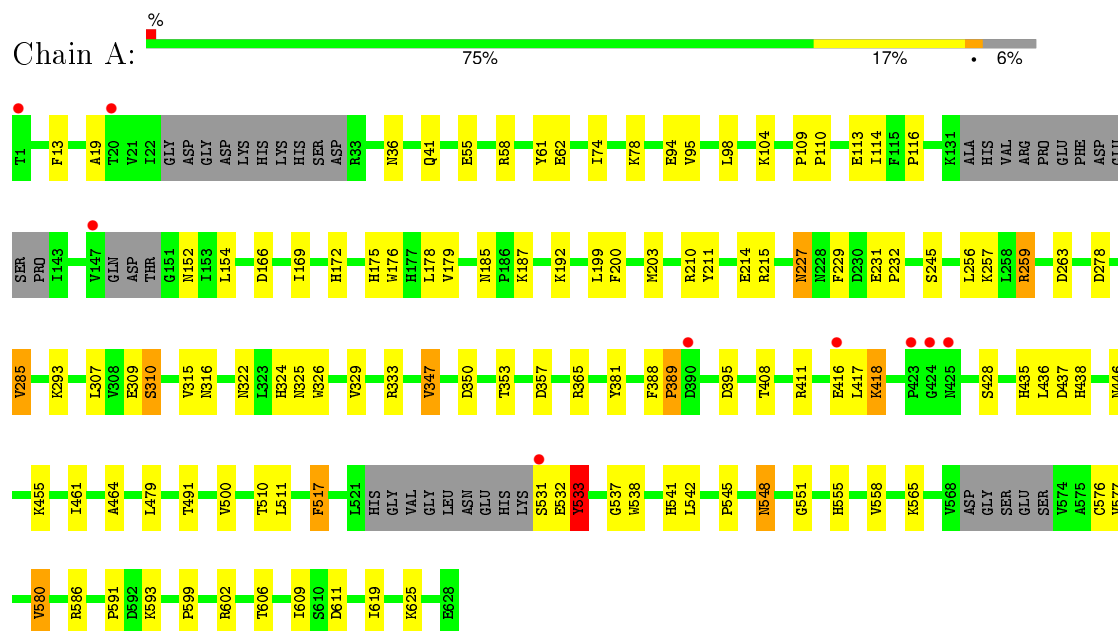 %
Chain A:
75% 17% • 6%
T1 F13 A19 T20 V21 I22 GLY ASP GLY ASP LYS HIS LYS HIS SER ASP R33 N36 Q41 E55 R58 Y61 E62 I74 K78 E94 V95 L98 K104 P109 P110 E113 I114 F115 P116 K131 ALA HIS VAL ARG PRO GLU PHE ASP GLU
SER PRO I143 V147 GLN ASP THR G151 N152 I153 L154 D166 I169 H172 H175 W176 H177 L178 V179 N185 P186 K187 K192 L199 F200 M203 R210 Y211 E214 R215 N227 N228 F229 D230 E231 P232 S245 L256 K257 L258 R259 D263 D278
V285 K293 L307 V308 E309 S310 V315 N316 N322 L323 H324 N325 W326 V329 R333 V347 D350 T353 D357 R365 Y381 F388 P389 D390 D395 T408 R411 E416 L417 K418 P423 G424 N425 S428 H435 L436 D437 H438 N446
K455 I461 A464 L479 T491 V500 T510 L511 F517 L521 HIS GLY VAL GLY LEU ASN GLU HIS LYS S531 E532 Y533 G537 W538 H541 L542 P545 N548 G551 H555 V558 K565 V568 ASP GLY SER GLU SER V574 A575 C576 V577
V580 R586 P591 D592 K593 P599 R602 T606 I609 S610 D611 I619 K625 E628